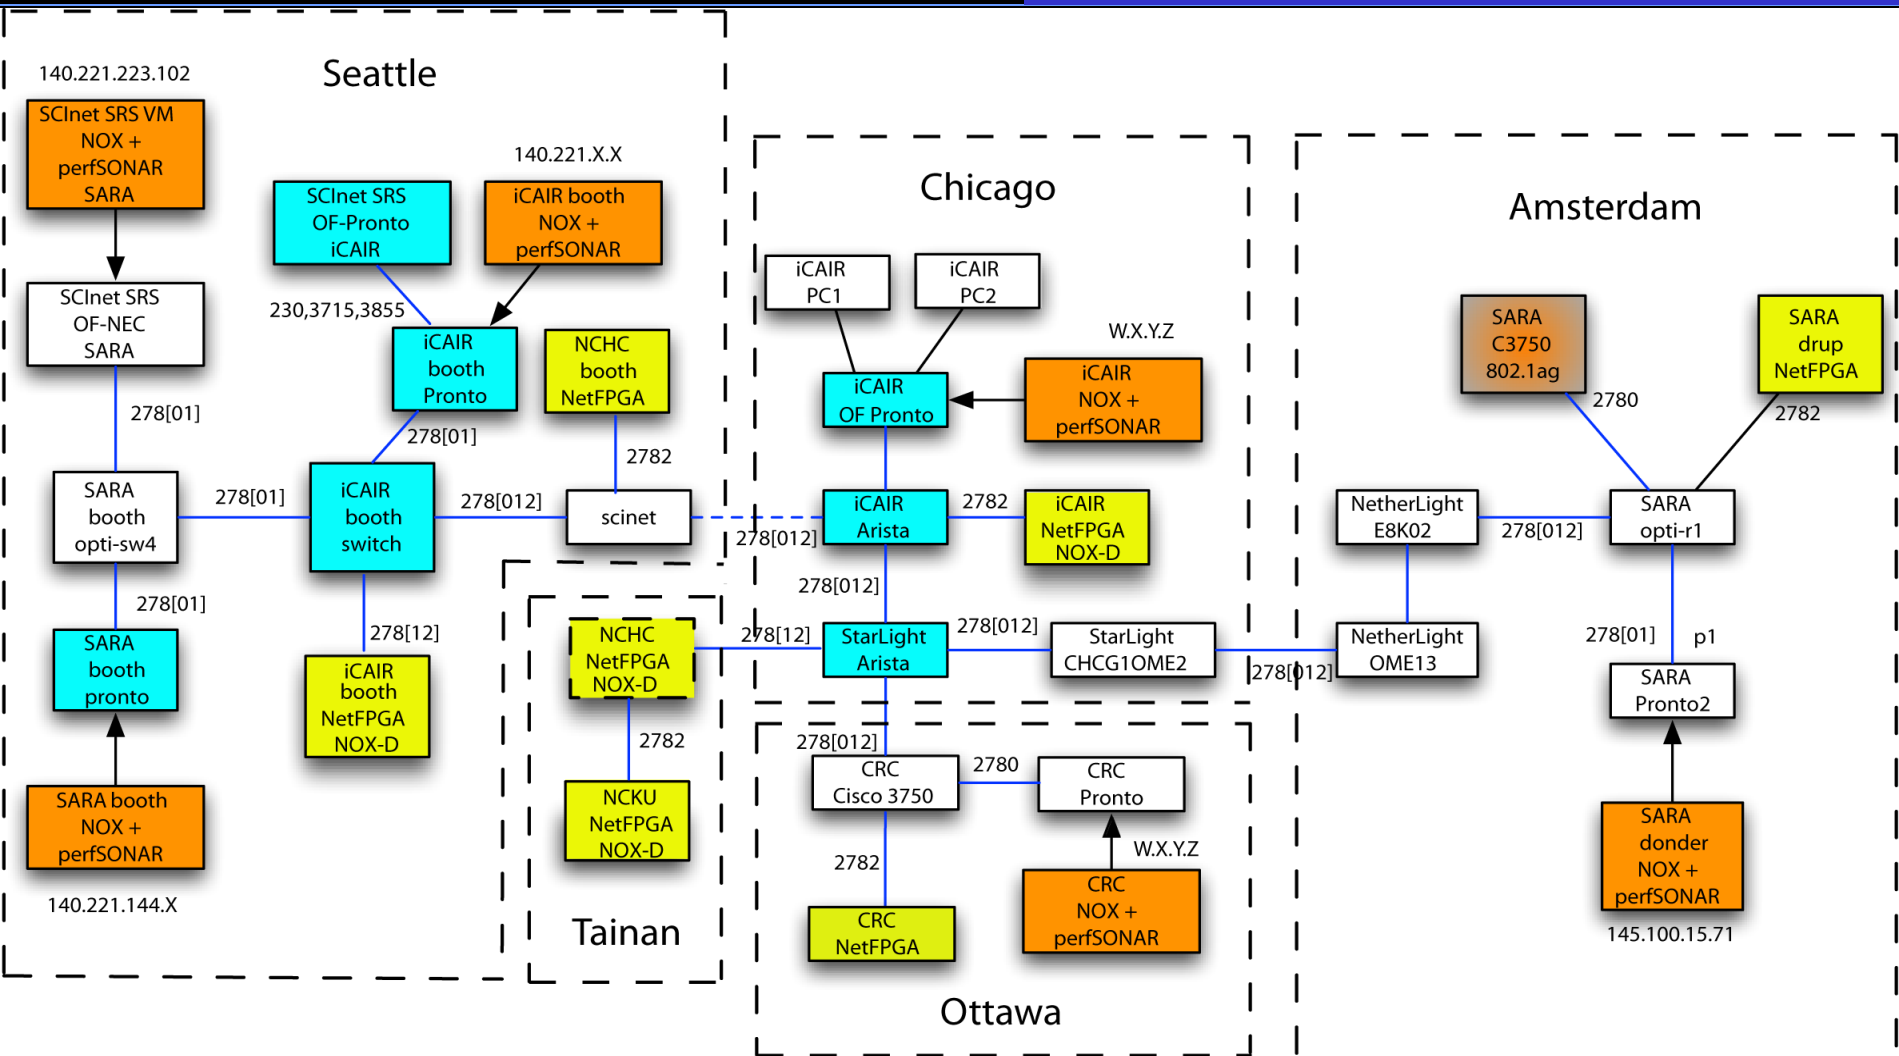 Seattle
140.221.223.102
SCInet SRS VM
NOX +
perfSONAR
SARA
SCInet SRS
OF-NEC
SARA
278[01]
SARA
booth
opti-sw4
278[01]
SARA
booth
pronto
SARA booth
NOX +
perfSONAR
140.221.144.X
SCInet SRS
OF-Pronto
iCAIR
230,3715,3855
140.221.X.X
iCAIR booth
NOX +
perfSONAR
iCAIR
booth
Pronto
278[01]
NCHC
booth
NetFPGA
2782
278[01]
iCAIR
booth
switch
278[012]
scinet
278[12]
iCAIR
booth
NetFPGA
NOX-D
NCHC
NetFPGA
NOX-D
2782
NCKU
NetFPGA
NOX-D
Tainan
Chicago
iCAIR
PC1
iCAIR
PC2
W.X.Y.Z
iCAIR
OF Pronto
iCAIR
NOX +
perfSONAR
278[012]
iCAIR
Arista
2782
iCAIR
NetFPGA
NOX-D
278[012]
278[12]
StarLight
Arista
278[012]
StarLight
CHCG1OME2
278[012]
278[012]
CRC
Cisco 3750
2780
CRC
Pronto
2782
W.X.Y.Z
CRC
NetFPGA
CRC
NOX +
perfSONAR
Ottawa
Amsterdam
SARA
C3750
802.1ag
2780
SARA
drup
NetFPGA
2782
NetherLight
E8K02
278[012]
SARA
opti-r1
NetherLight
OME13
278[01]
p1
SARA
Pronto2
SARA
donder
NOX +
perfSONAR
145.100.15.71